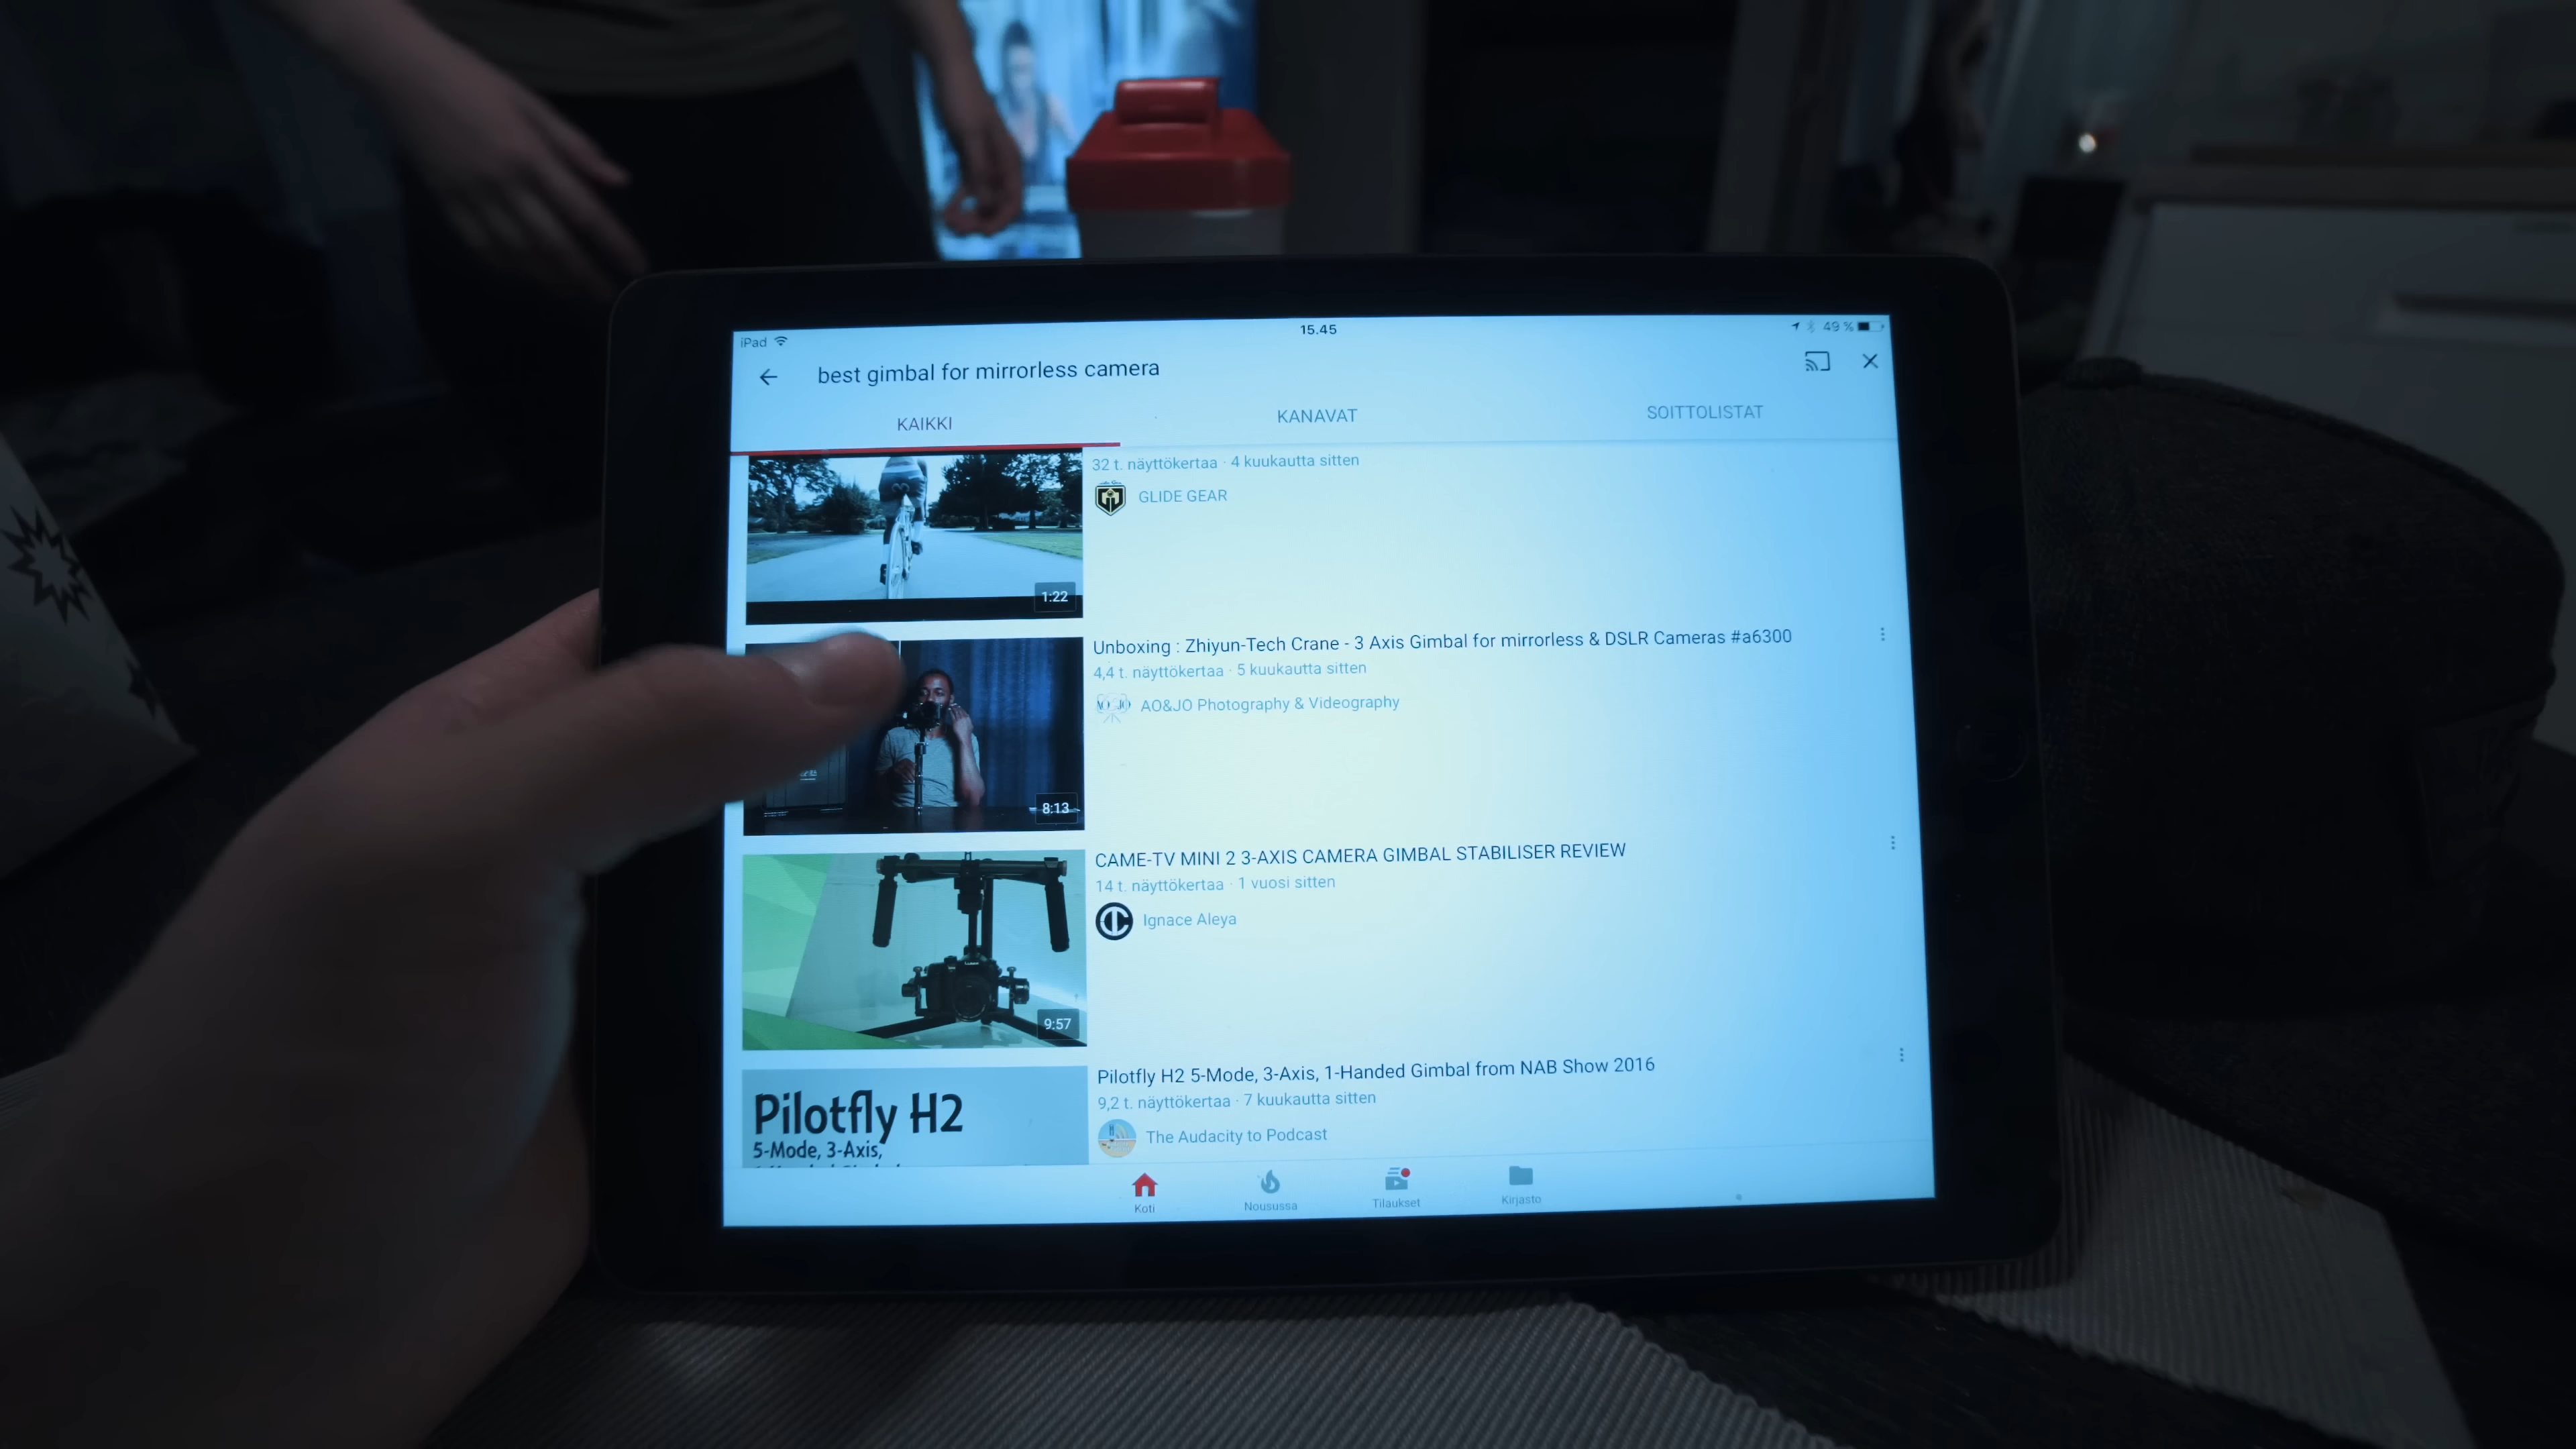 iPad
15.45
49 %
best gimbal for mirrorless camera
KAIKKI
KANAVAT
SOITTOLISTAT
32 t. näyttökertaa · 4 kuukautta sitten
GLIDE GEAR
1:22
Unboxing : Zhiyun-Tech Crane - 3 Axis Gimbal for mirrorless & DSLR Cameras #a6300
4,4 t. näyttökertaa · 5 kuukautta sitten
AO&JO Photography & Videography
8:13
CAME-TV MINI 2 3-AXIS CAMERA GIMBAL STABILISER REVIEW
14 t. näyttökertaa · 1 vuosi sitten
Ignace Aleya
9:57
Pilotfly H2 5-Mode, 3-Axis, 1-Handed Gimbal from NAB Show 2016
9,2 t. näyttökertaa · 7 kuukautta sitten
The Audacity to Podcast
Pilotfly H2
5-Mode, 3-Axis,
Koti
Nousussa
Tilaukset
Kirjasto